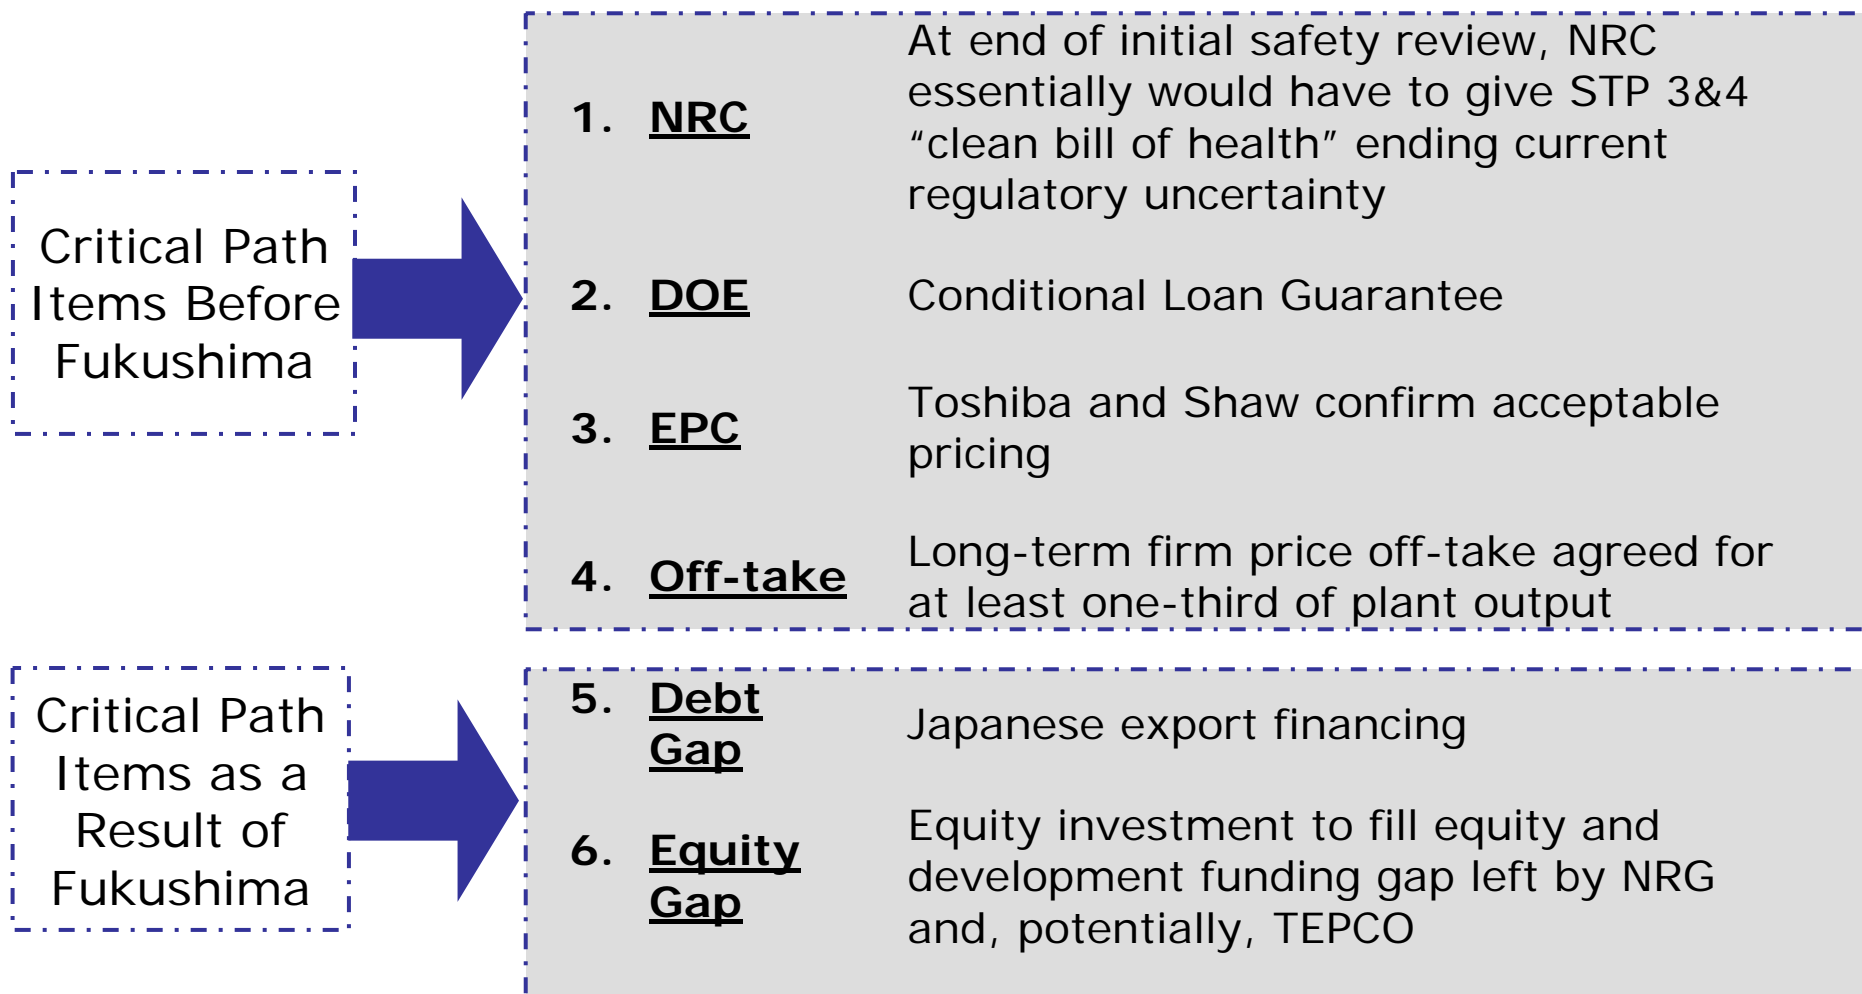 Critical Path
Items Before
Fukushima
1. NRC
At end of initial safety review, NRC
essentially would have to give STP 3&4
“clean bill of health” ending current
regulatory uncertainty
2. DOE
Conditional Loan Guarantee
3. EPC
Toshiba and Shaw confirm acceptable
pricing
4. Off-take
Long-term firm price off-take agreed for
at least one-third of plant output
Critical Path
Items as a
Result of
Fukushima
5. Debt
Gap
Japanese export financing
6. Equity
Gap
Equity investment to fill equity and
development funding gap left by NRG
and, potentially, TEPCO